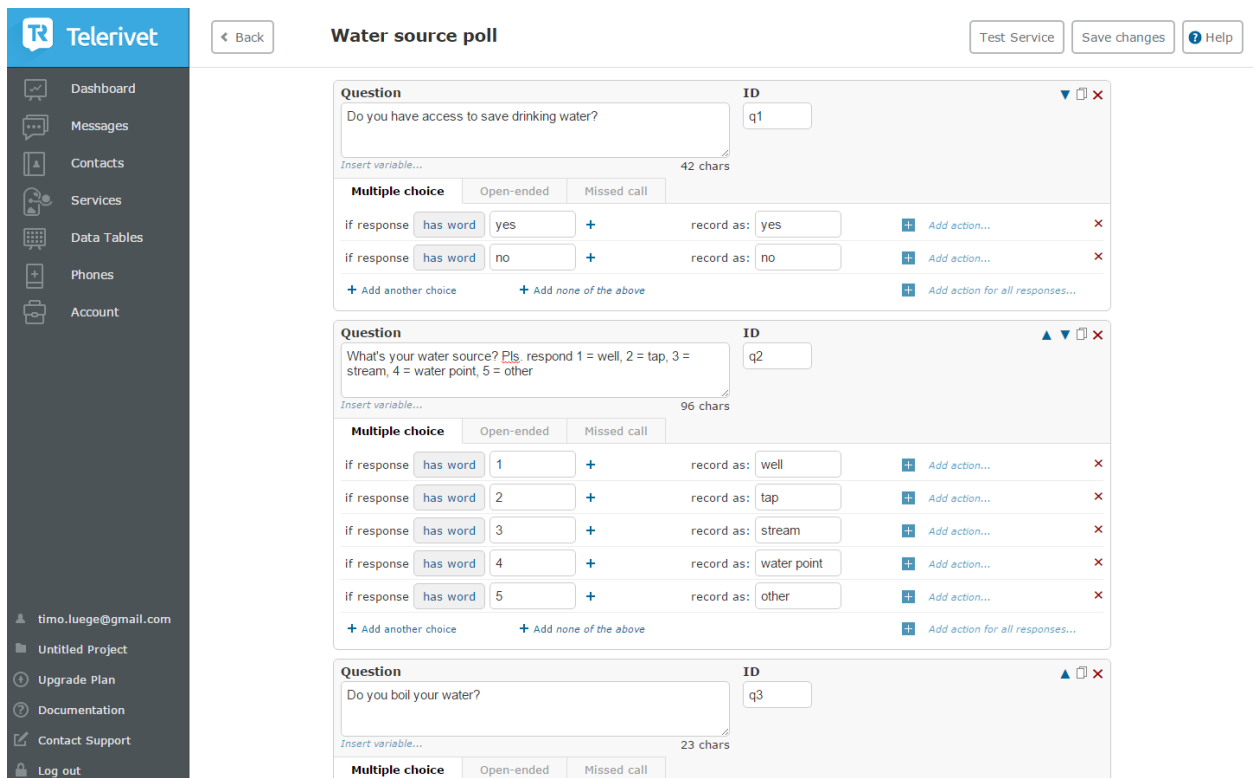 Telerivet
Back
Water source poll
Test Service
Save changes
? Help
Dashboard
Messages
Contacts
Services
Data Tables
Phones
Account
timo.luege@gmail.com
Untitled Project
Upgrade Plan
Documentation
Contact Support
Log out
Question ID
Do you have access to save drinking water? q1
Insert variable... 42 chars
Multiple choice Open-ended Missed call
if response has word yes + record as: yes + Add action... ×
if response has word no + record as: no + Add action... ×
+ Add another choice + Add none of the above + Add action for all responses...
Question ID
What's your water source? Pls. respond 1 = well, 2 = tap, 3 = q2
stream, 4 = water point, 5 = other
Insert variable... 96 chars
Multiple choice Open-ended Missed call
if response has word 1 + record as: well + Add action... ×
if response has word 2 + record as: tap + Add action... ×
if response has word 3 + record as: stream + Add action... ×
if response has word 4 + record as: water point + Add action... ×
if response has word 5 + record as: other + Add action... ×
+ Add another choice + Add none of the above + Add action for all responses...
Question ID
Do you boil your water? q3
Insert variable... 23 chars
Multiple choice Open-ended Missed call